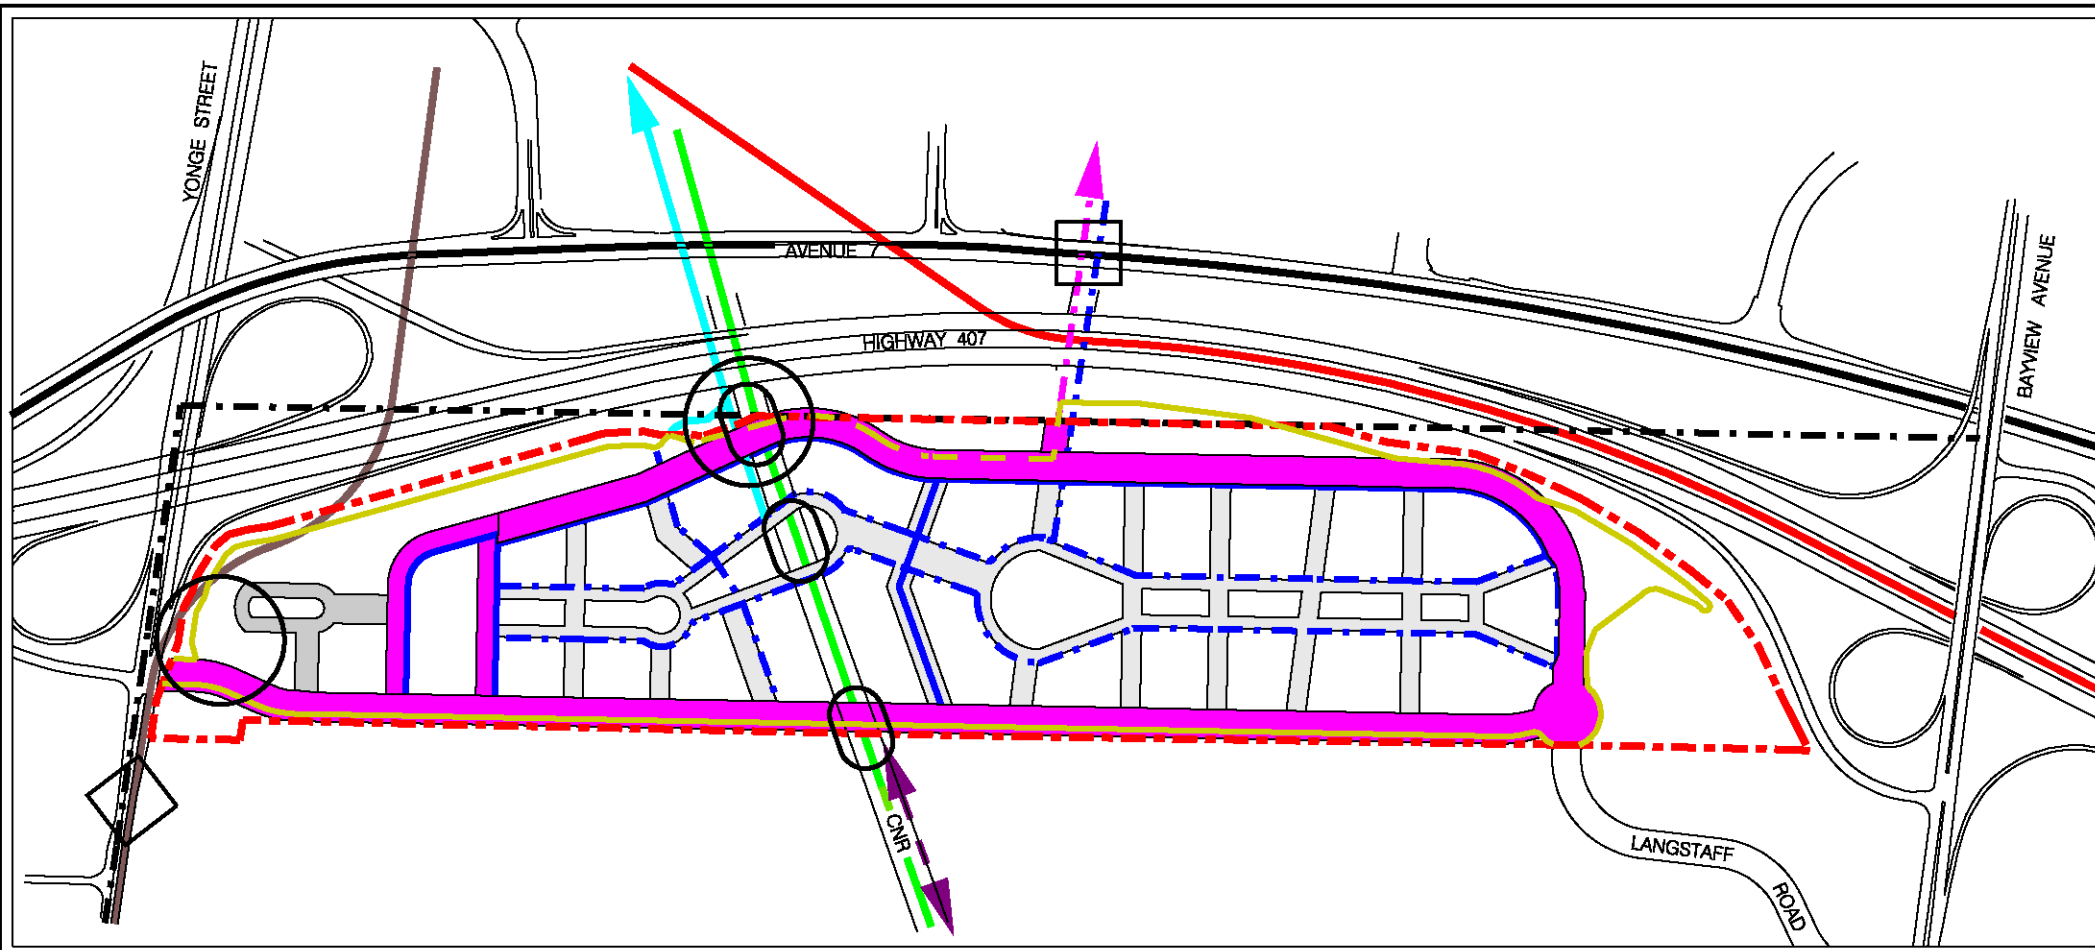 YONGE STREET
AVENUE 7
HIGHWAY 407
BAYVIEW AVENUE
CNR
LANGSTAFF
ROAD